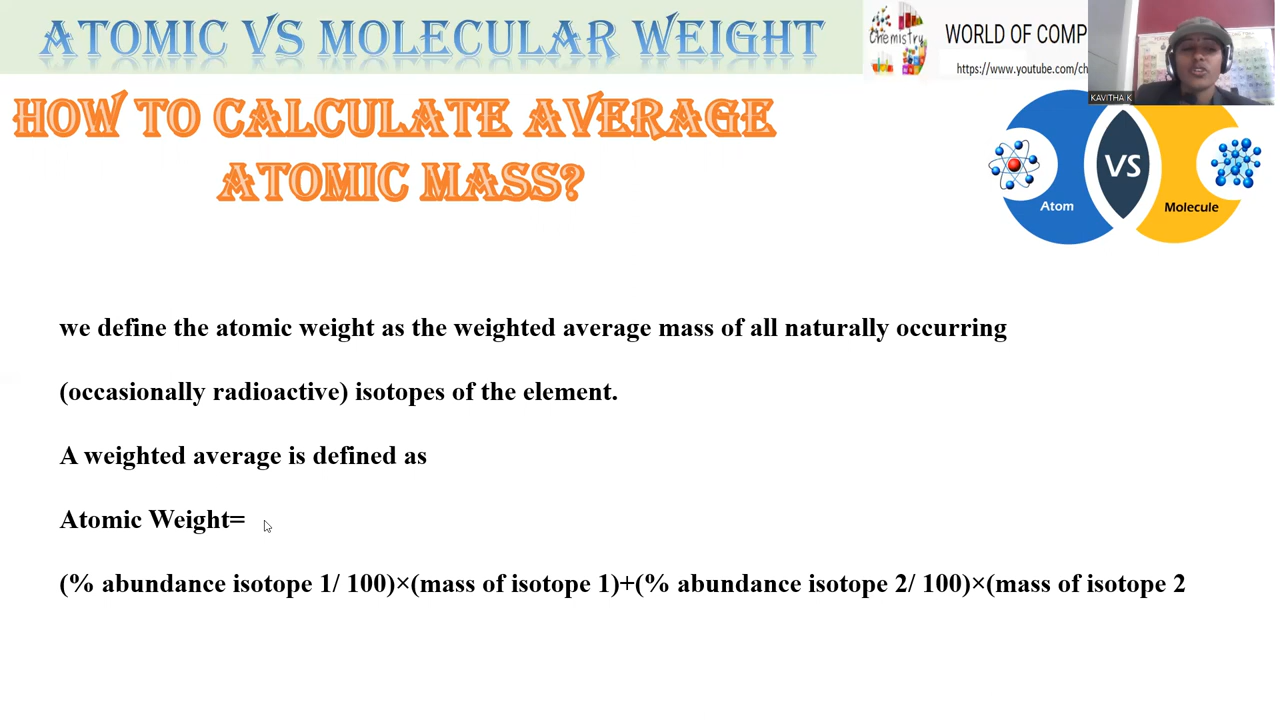 ATOMIC VS MOLECULAR WEIGHT
Chemistry
WORLD OF COMP
https://www.youtube.com/ch
KAVITHA K
HOW TO CALCULATE AVERAGE
ATOMIC MASS?
Atom
VS
Molecule
we define the atomic weight as the weighted average mass of all naturally occurring
(occasionally radioactive) isotopes of the element.
A weighted average is defined as
Atomic Weight=
(% abundance isotope 1/ 100)×(mass of isotope 1)+(% abundance isotope 2/ 100)×(mass of isotope 2